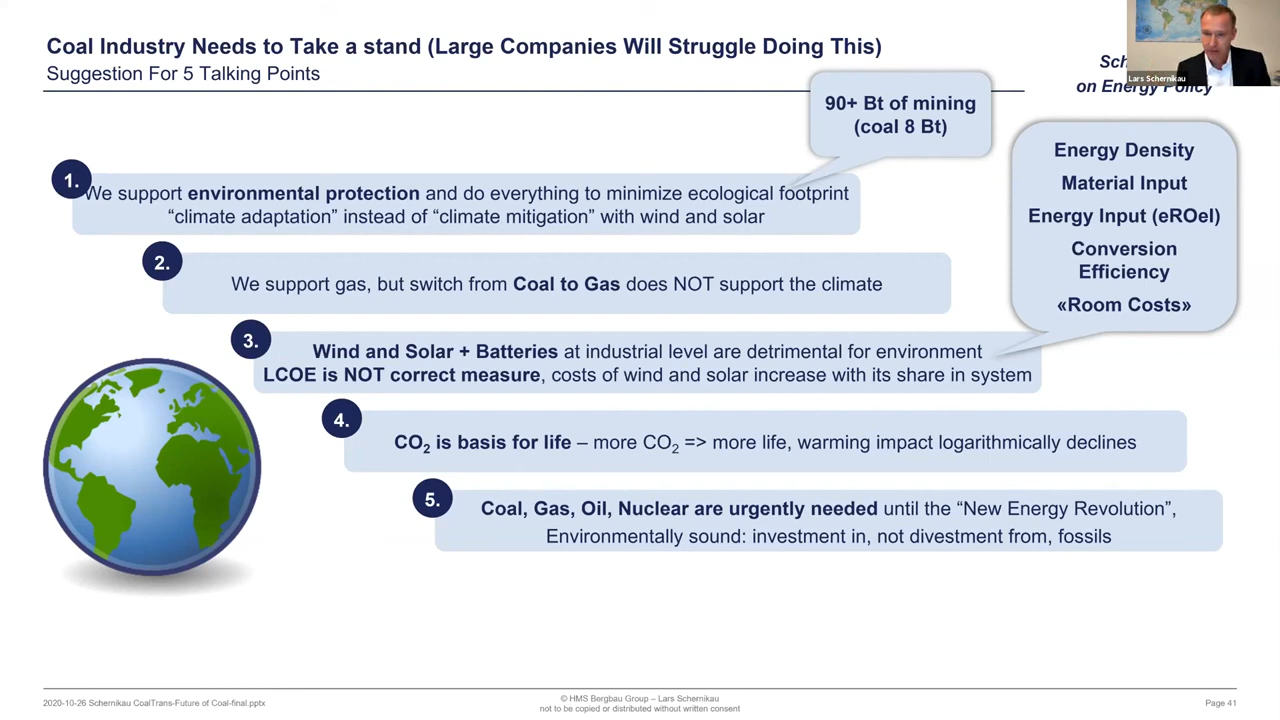 Coal Industry Needs to Take a stand (Large Companies Will Struggle Doing This)
Suggestion For 5 Talking Points
on Energy Policy
Lars Schernikau
90+ Bt of mining
(coal 8 Bt)
Energy Density
Material Input
Energy Input (eROeI)
Conversion
Efficiency
«Room Costs»
1.
We support environmental protection and do everything to minimize ecological footprint
“climate adaptation” instead of “climate mitigation” with wind and solar
2.
We support gas, but switch from Coal to Gas does NOT support the climate
3.
Wind and Solar + Batteries at industrial level are detrimental for environment
LCOE is NOT correct measure, costs of wind and solar increase with its share in system
4.
CO₂ is basis for life – more CO₂ => more life, warming impact logarithmically declines
5.
Coal, Gas, Oil, Nuclear are urgently needed until the “New Energy Revolution”,
Environmentally sound: investment in, not divestment from, fossils
2020-10-26 Schernikau CoalTrans-Future of Coal-final.pptx
© HMS Bergbau Group – Lars Schernikau
not to be copied or distributed without written consent
Page 41